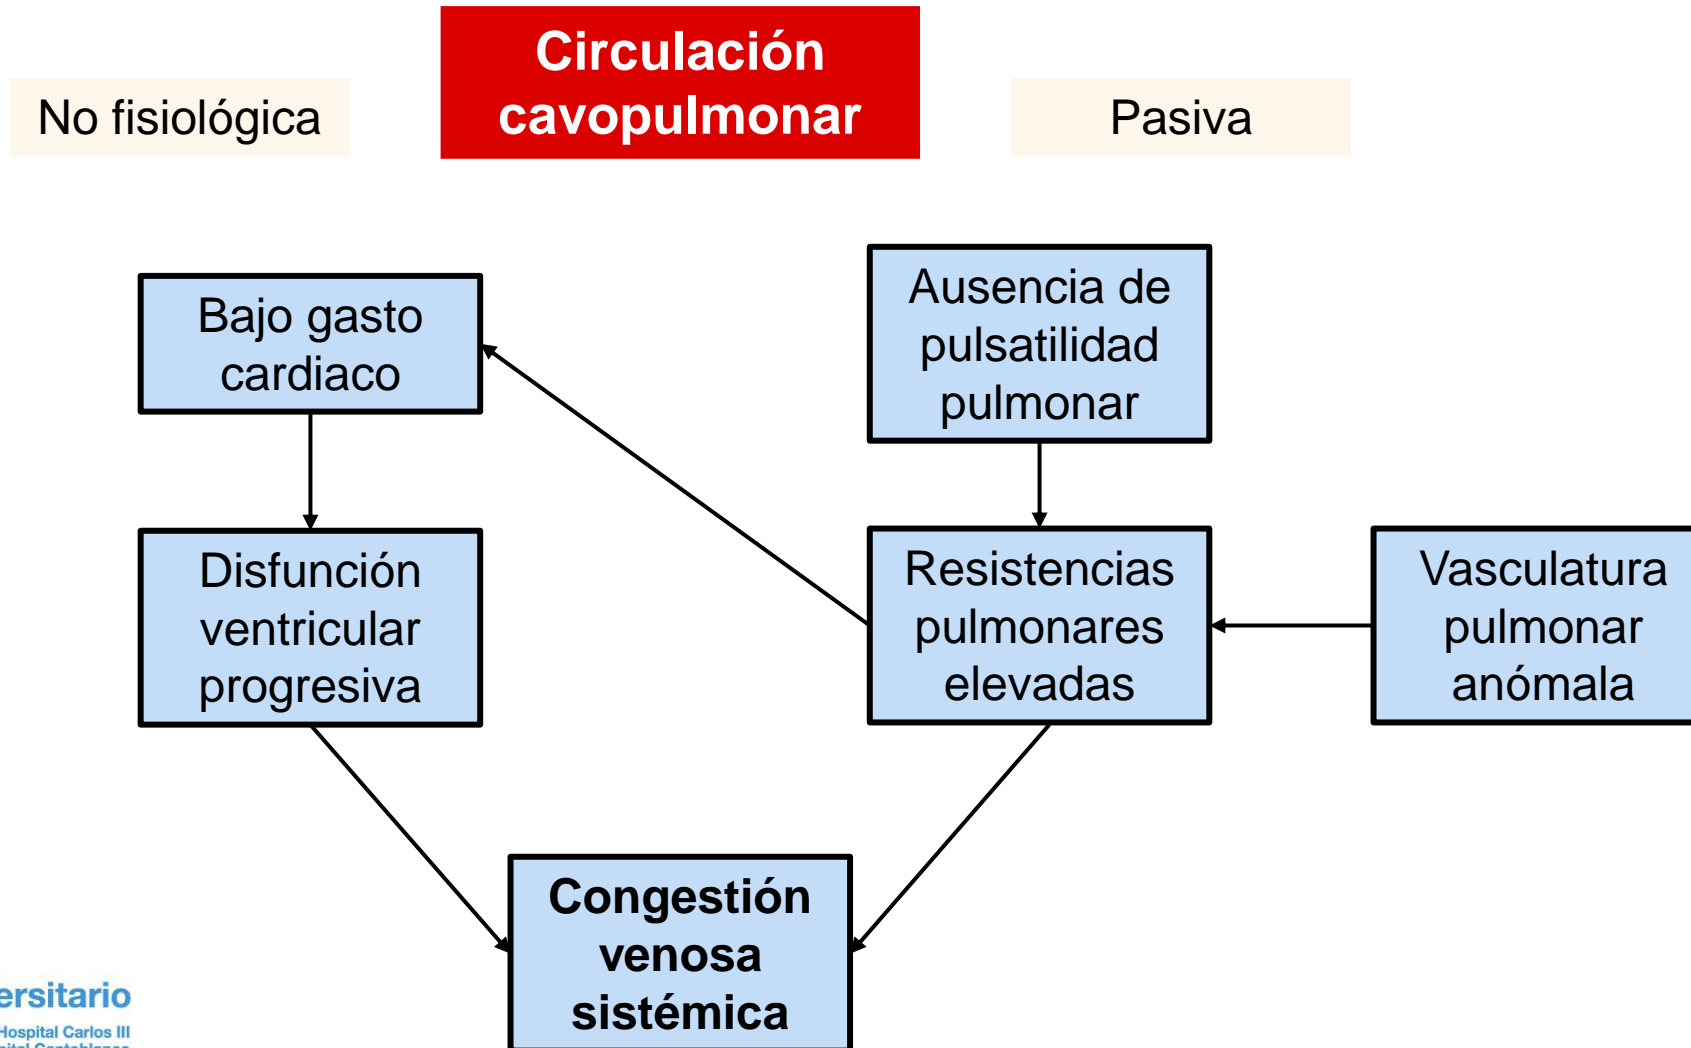 Circulación
cavopulmonar
No fisiológica
Pasiva
Bajo gasto
cardiaco
Ausencia de
pulsatilidad
pulmonar
Disfunción
ventricular
progresiva
Resistencias
pulmonares
elevadas
Vasculatura
pulmonar
anómala
Congestión
venosa
sistémica
ersitario
Hospital Carlos III